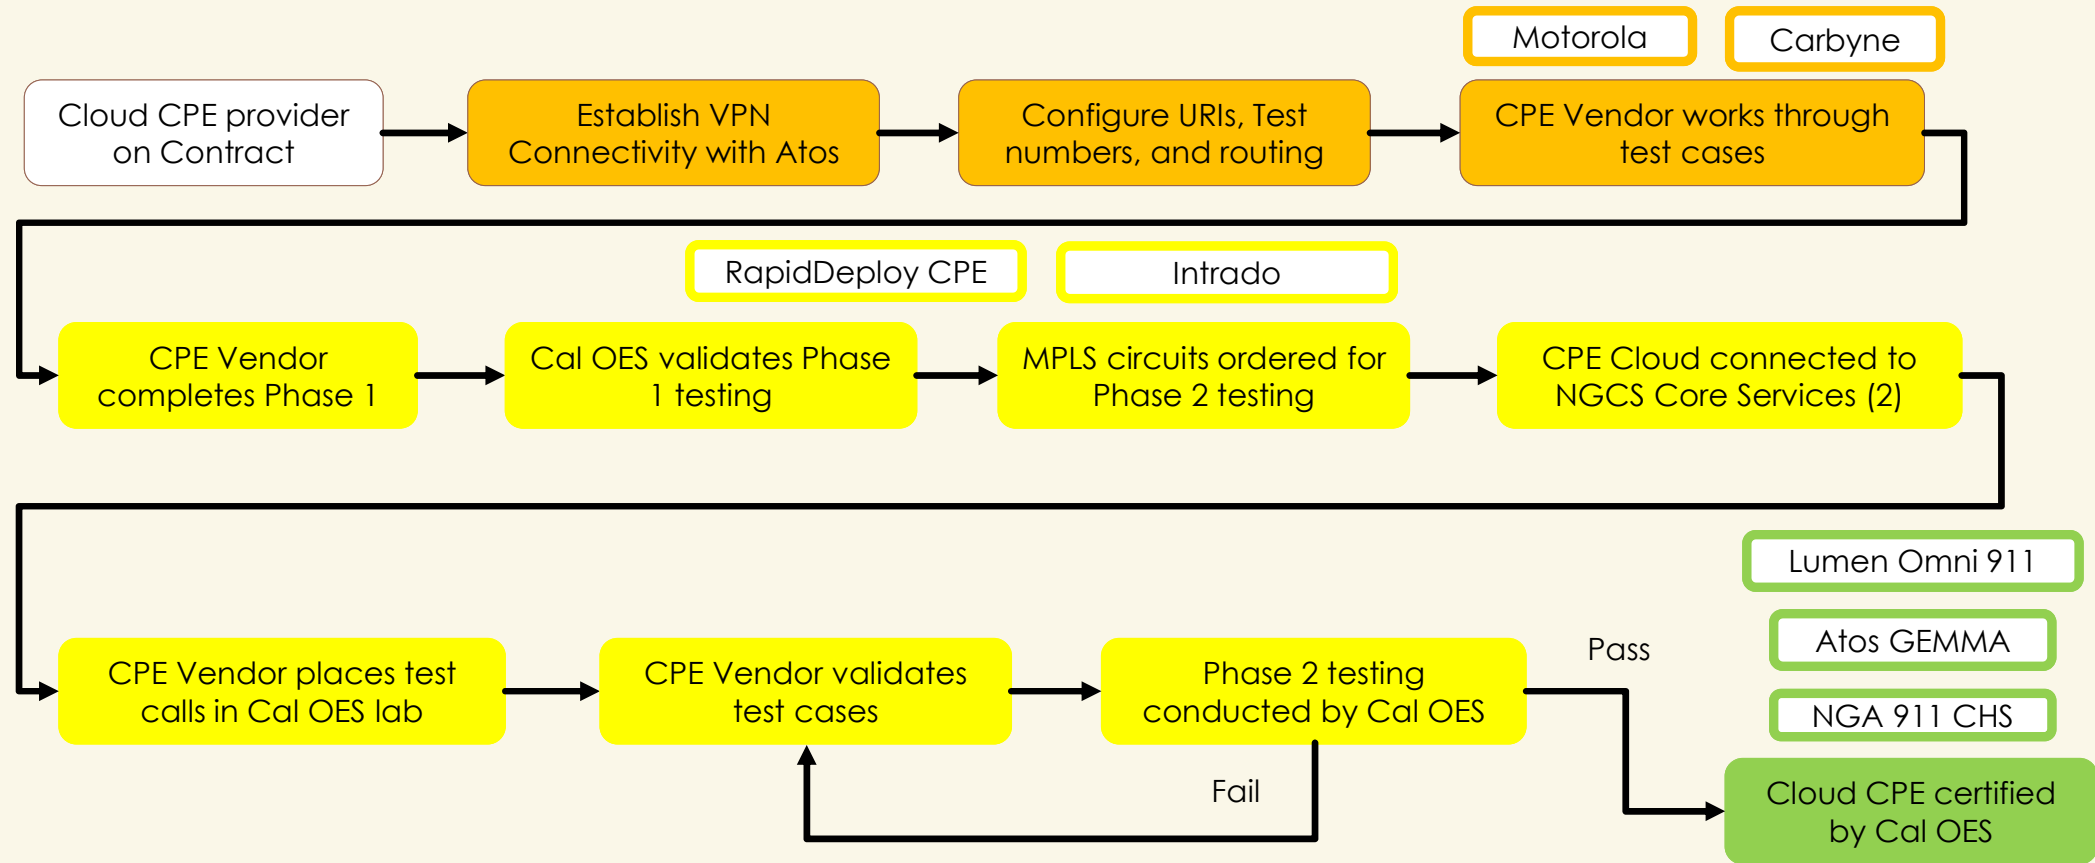 Motorola
Carbyne
Cloud CPE provider
on Contract
Establish VPN
Connectivity with Atos
Configure URIs, Test
numbers, and routing
CPE Vendor works through
test cases
RapidDeploy CPE
Intrado
CPE Vendor
completes Phase 1
Cal OES validates Phase
1 testing
MPLS circuits ordered for
Phase 2 testing
CPE Cloud connected to
NGCS Core Services (2)
Lumen Omni 911
Atos GEMMA
NGA 911 CHS
CPE Vendor places test
calls in Cal OES lab
CPE Vendor validates
test cases
Phase 2 testing
conducted by Cal OES
Pass
Fail
Cloud CPE certified
by Cal OES